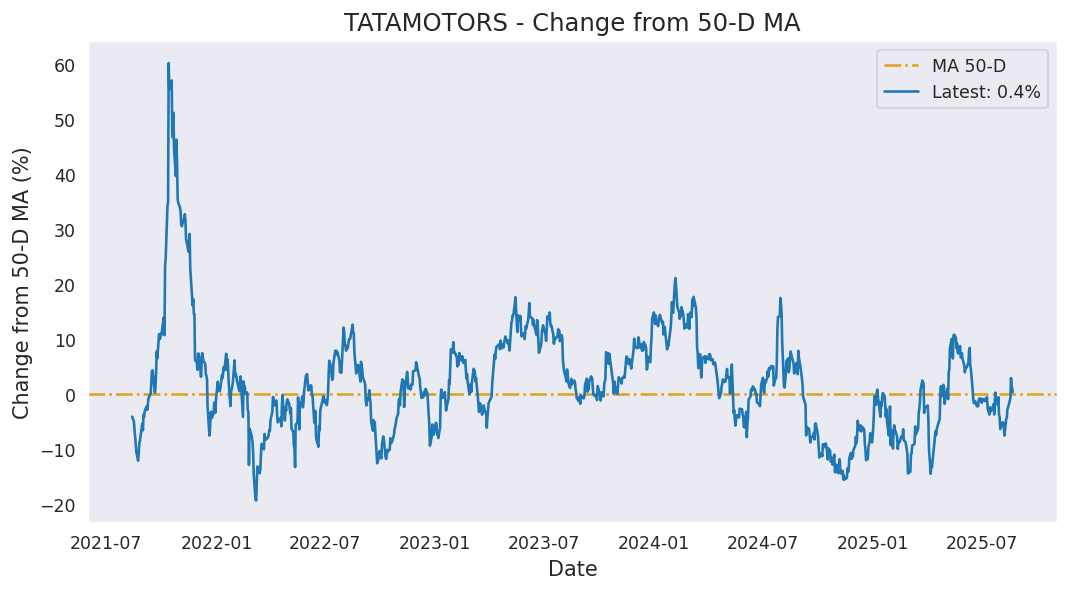 TATAMOTORS - Change from 50-D MA
MA 50-D
Latest: 0.4%
Change from 50-D MA (%)
60
50
40
30
20
10
0
−10
−20
2021-07 2022-01 2022-07 2023-01 2023-07 2024-01 2024-07 2025-01 2025-07
Date